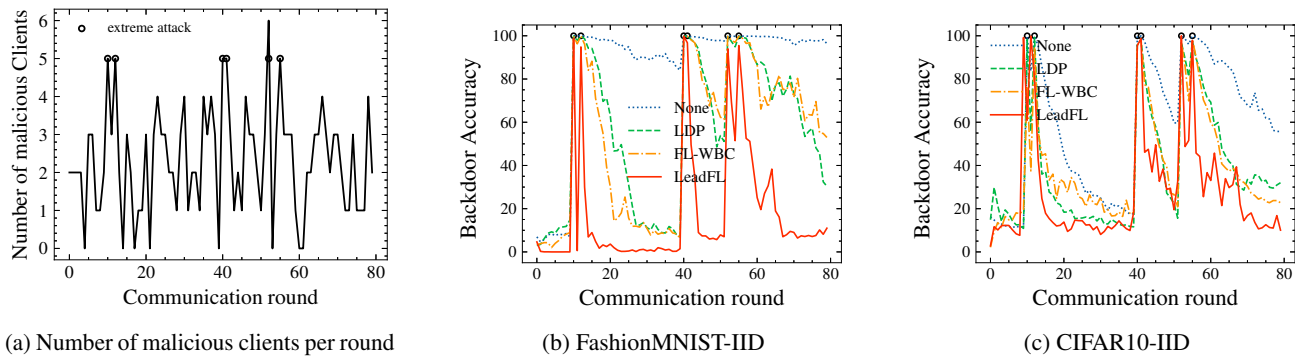 extreme attack
Number of malicious Clients
6
5
4
3
2
1
0
0
20
40
60
80
Communication round
(a) Number of malicious clients per round
Backdoor Accuracy
100
80
60
40
20
0
None
LDP
FL-WBC
LeadFL
0
20
40
60
80
Communication round
(b) FashionMNIST-IID
Backdoor Accuracy
100
80
60
40
20
0
None
LDP
FL-WBC
LeadFL
0
20
40
60
80
Communication round
(c) CIFAR10-IID